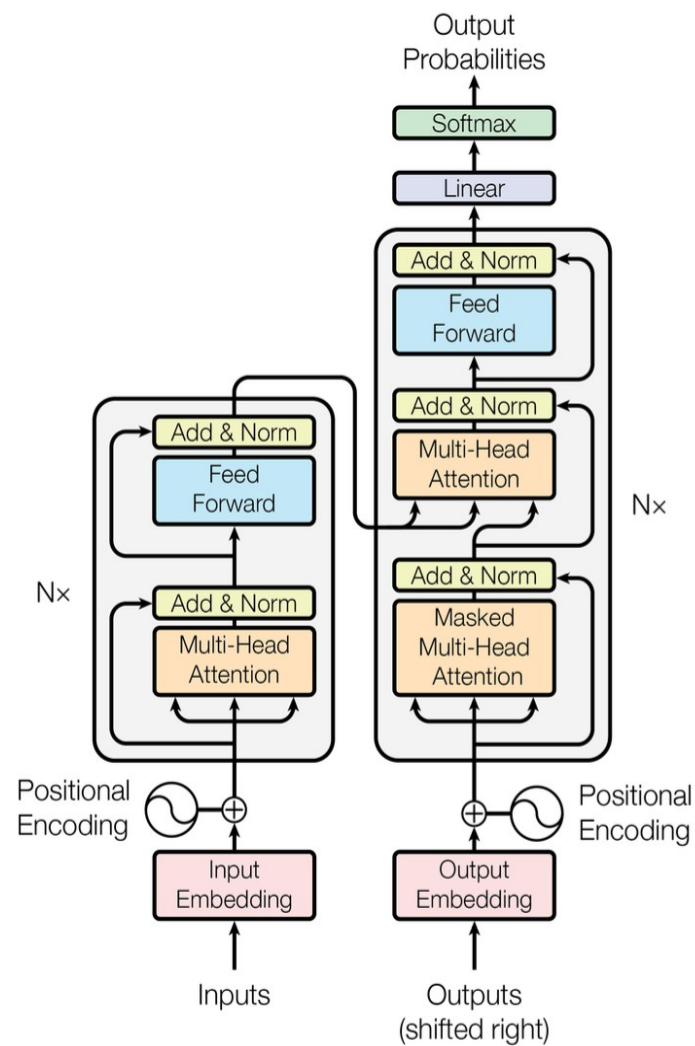 Output
Probabilities
Softmax
Linear
Add & Norm
Feed
Forward
Add & Norm
Multi-Head
Attention
N×
Add & Norm
Masked
Multi-Head
Attention
Add & Norm
Feed
Forward
N×
Add & Norm
Multi-Head
Attention
Positional
Encoding
Positional
Encoding
Input
Embedding
Output
Embedding
Inputs
Outputs
(shifted right)